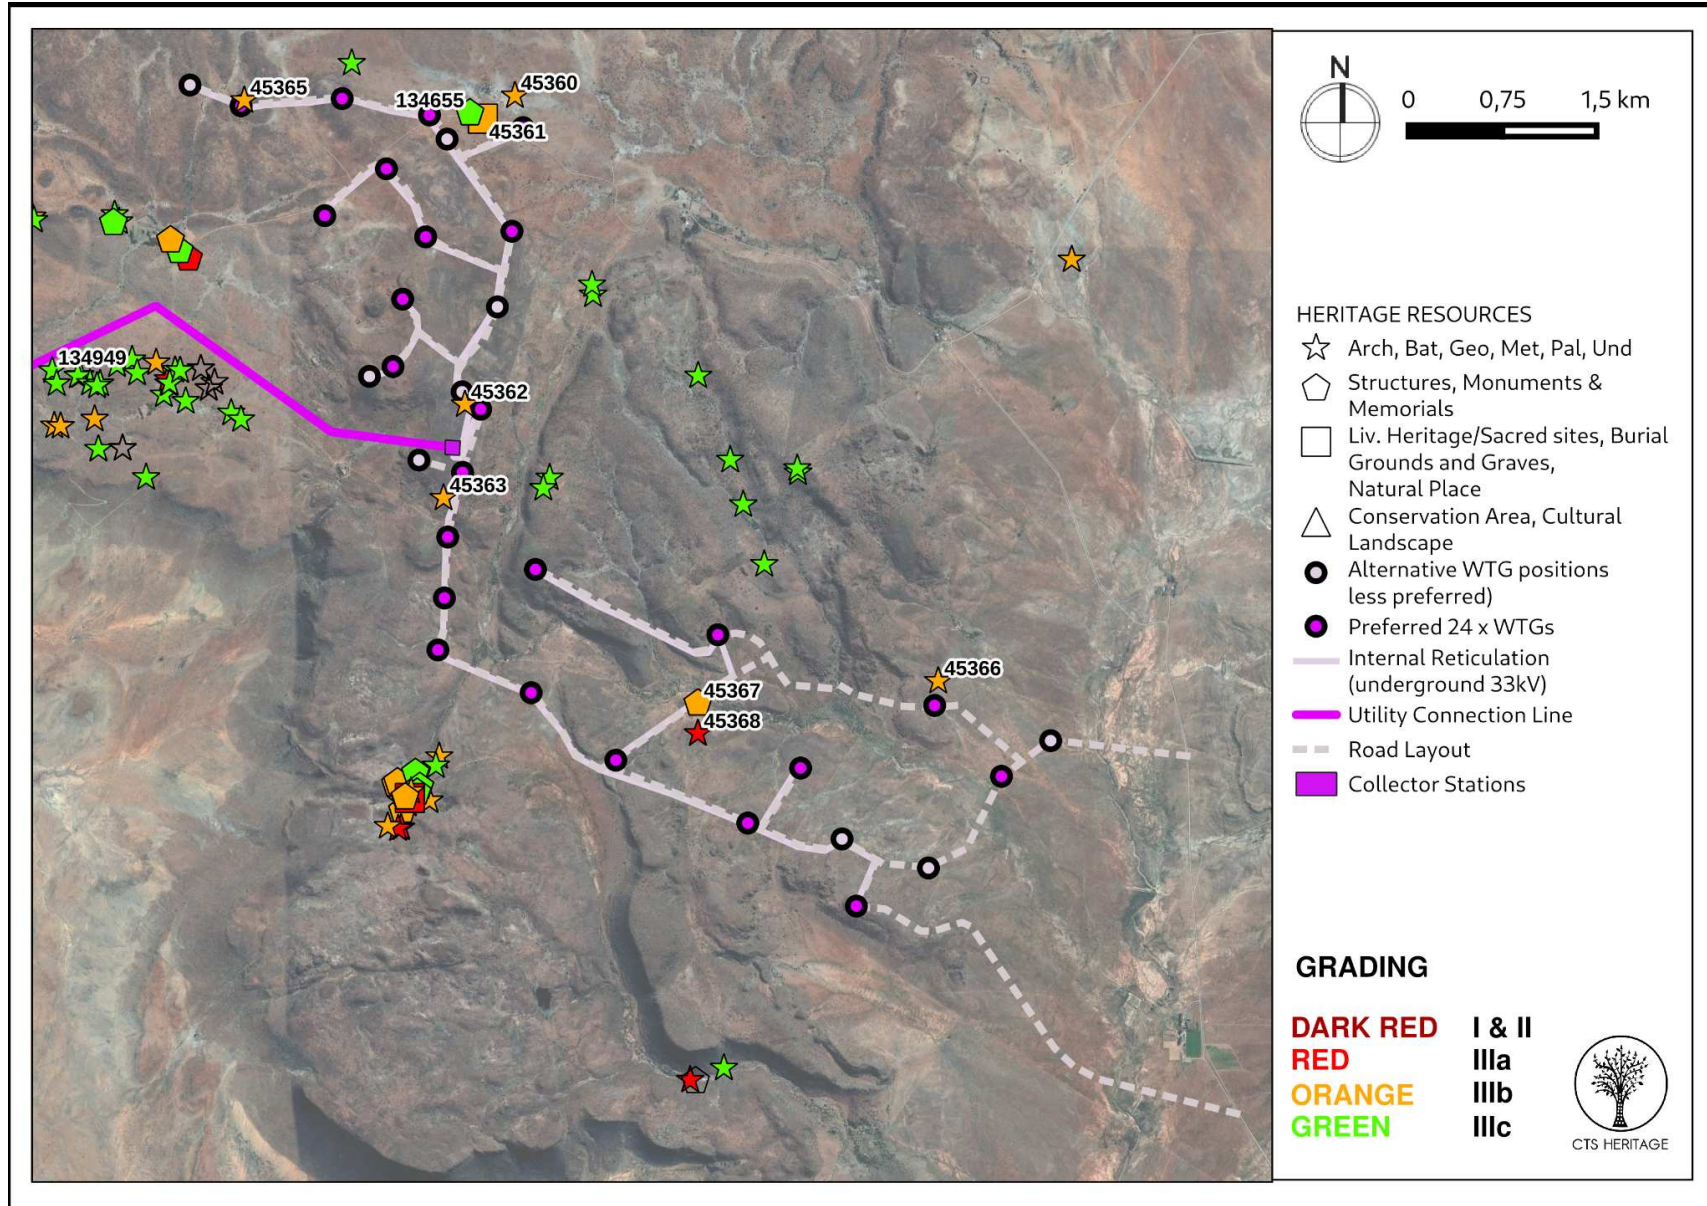 45365
134655
45360
45361
134949
45362
45363
45366
45367
45368
N
0 0,75 1,5 km
HERITAGE RESOURCES
Arch, Bat, Geo, Met, Pal, Und
Structures, Monuments &
Memorials
Liv. Heritage/Sacred sites, Burial
Grounds and Graves,
Natural Place
Conservation Area, Cultural
Landscape
Alternative WTG positions
less preferred)
Preferred 24 x WTGs
Internal Reticulation
(underground 33kV)
Utility Connection Line
Road Layout
Collector Stations
GRADING
DARK RED I & II
RED IIIa
ORANGE IIIb
GREEN IIIc
CTS HERITAGE